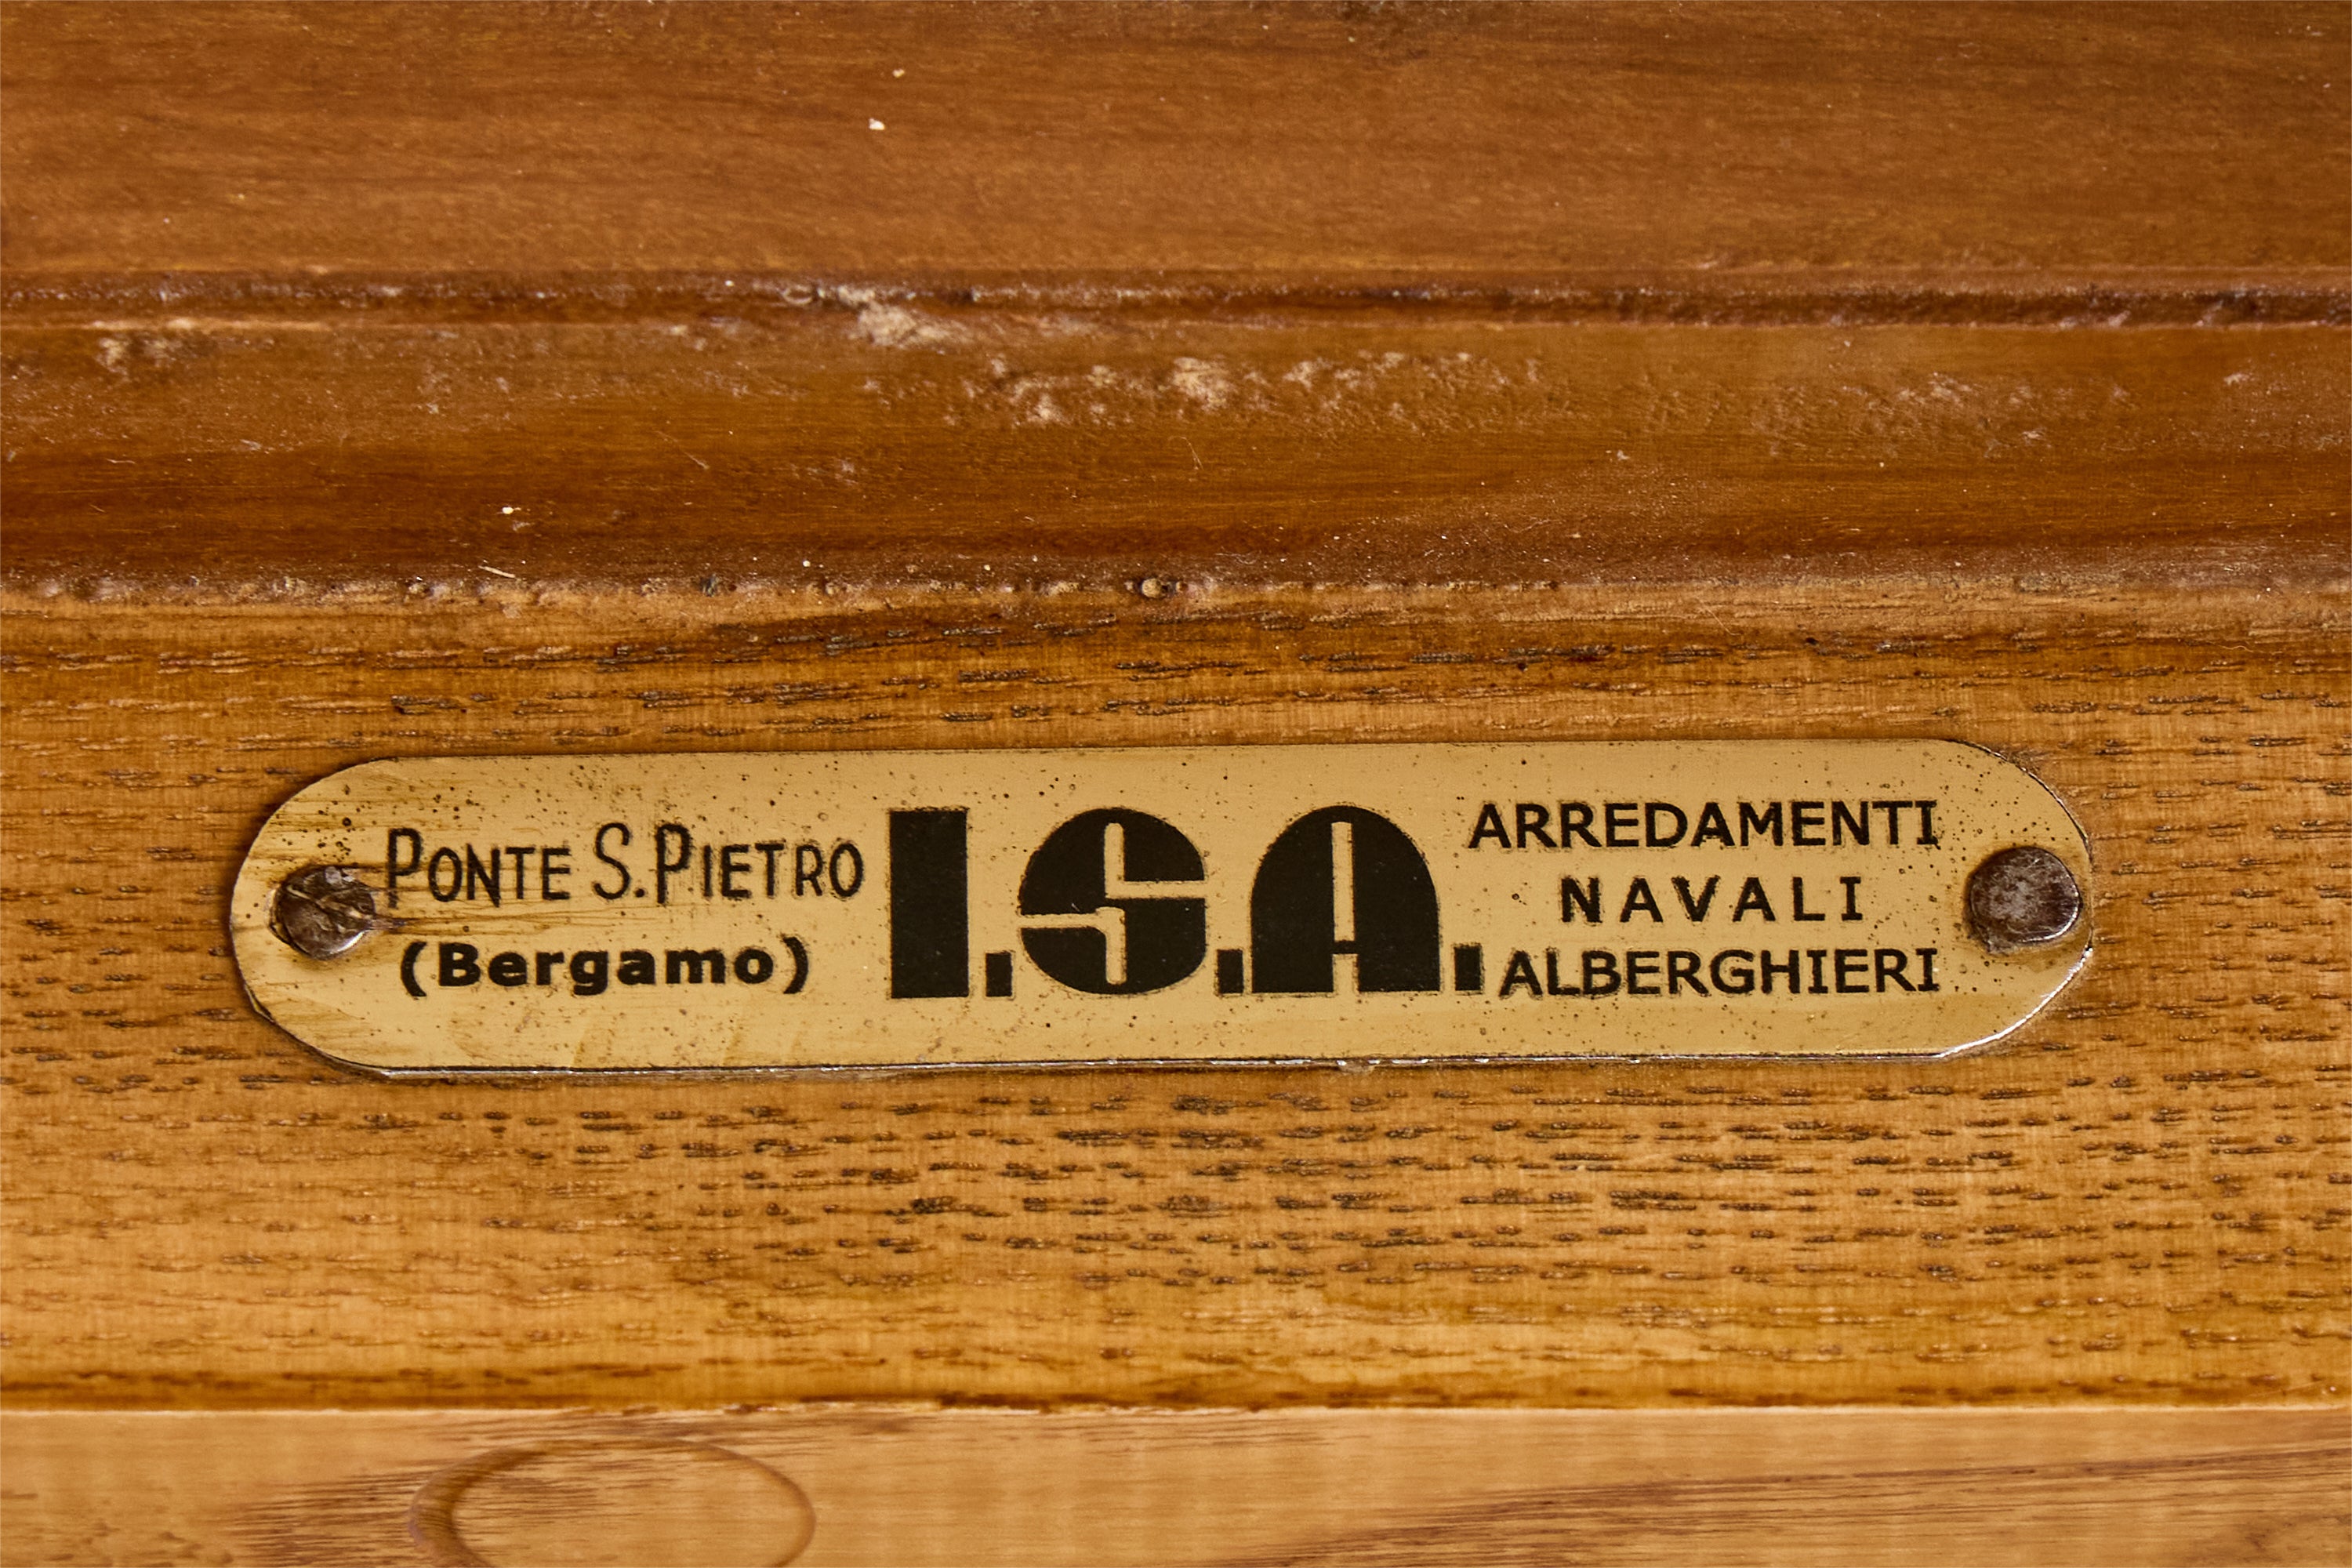 PONTE S. PIETRO
(Bergamo)
I.S.A.
ARREDAMENTI
NAVALI
ALBERGHIERI